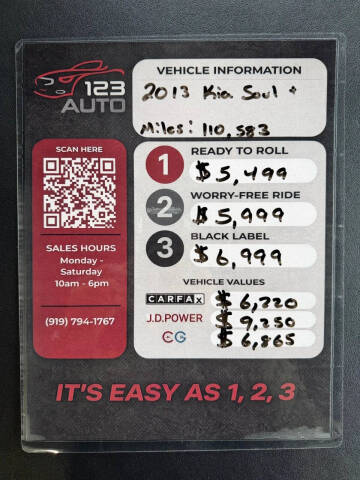 123
AUTO
VEHICLE INFORMATION
2013 Kia Soul +
Miles: 110,583
SCAN HERE
SALES HOURS
Monday -
Saturday
10am - 6pm
(919) 794-1767
1 READY TO ROLL
$5,499
2 WORRY-FREE RIDE
$5,999
3 BLACK LABEL
$6,999
VEHICLE VALUES
CARFAX $6,220
J.D.POWER $9,250
CG $6,865
IT'S EASY AS 1, 2, 3